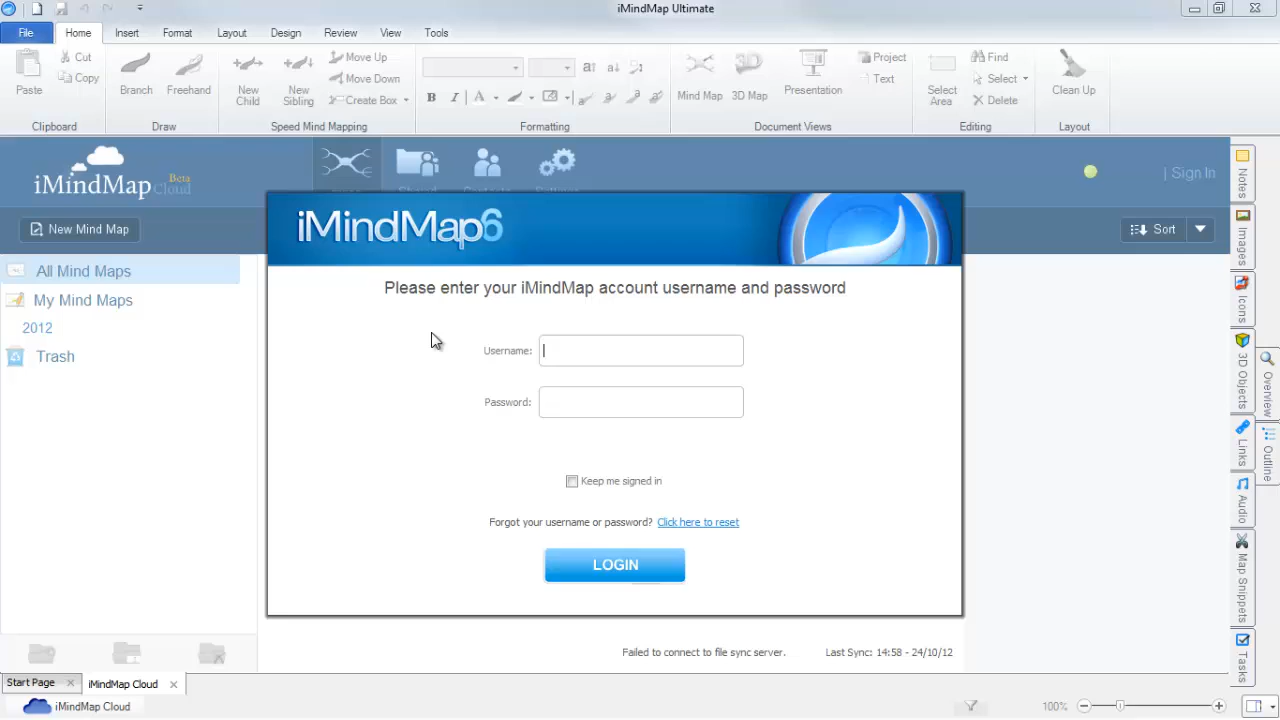 iMindMap Ultimate
File Home Insert Format Layout Design Review View Tools
Cut
Copy
Paste
Clipboard
Branch
Freehand
Draw
New Child
New Sibling
Move Up
Move Down
Create Box
Speed Mind Mapping
B I A
Formatting
Mind Map
3D Map
Presentation
Project
Text
Document Views
Select Area
Find
Select
Delete
Editing
Clean Up
Layout
iMindMap Cloud
Beta
Sign In
New Mind Map
Sort
All Mind Maps
My Mind Maps
2012
Trash
iMindMap6
Please enter your iMindMap account username and password
Username:
Password:
Keep me signed in
Forgot your username or password? Click here to reset
LOGIN
Failed to connect to file sync server. Last Sync: 14:58 - 24/10/12
Notes
Images
Icons
3D Objects
Links
Audio
Map Snippets
Tasks
Overview
Outline
Start Page
iMindMap Cloud
iMindMap Cloud
100%